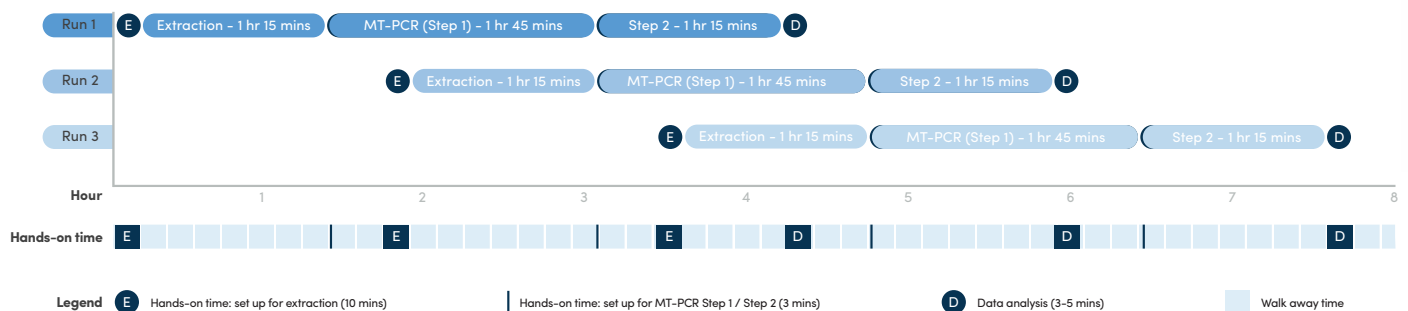 Run 1 E Extraction - 1 hr 15 mins MT-PCR (Step 1) - 1 hr 45 mins Step 2 - 1 hr 15 mins D
Run 2 E Extraction - 1 hr 15 mins MT-PCR (Step 1) - 1 hr 45 mins Step 2 - 1 hr 15 mins D
Run 3 E Extraction - 1 hr 15 mins MT-PCR (Step 1) - 1 hr 45 mins Step 2 - 1 hr 15 mins D
Hour 1 2 3 4 5 6 7 8
Hands-on time E E E D D D
Legend E Hands-on time: set up for extraction (10 mins) Hands-on time: set up for MT-PCR Step 1 / Step 2 (3 mins) D Data analysis (3-5 mins) Walk away time